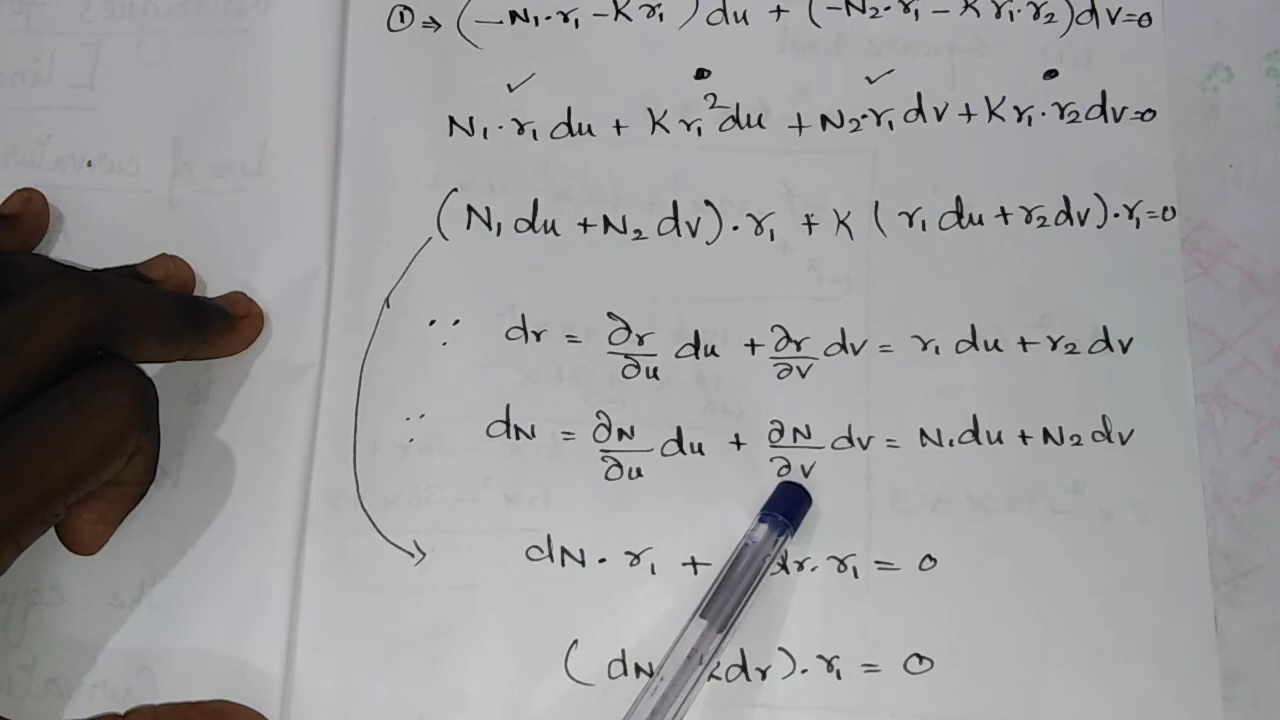 ① ⇒ (−N₁·r₁ − K r₁ ) du + (−N₂·r₁ − K r₁·r₂) dv = 0
N₁·r₁ du + K r₁² du + N₂·r₁ dv + K r₁·r₂ dv = 0
(N₁ du + N₂ dv)·r₁ + K (r₁ du + r₂ dv)·r₁ = 0
∵ dr = ∂r/∂u du + ∂r/∂v dv = r₁ du + r₂ dv
∵ dN = ∂N/∂u du + ∂N/∂v dv = N₁ du + N₂ dv
dN · r₁ + dr · r₁ = 0
(dN Kdr) · r₁ = 0